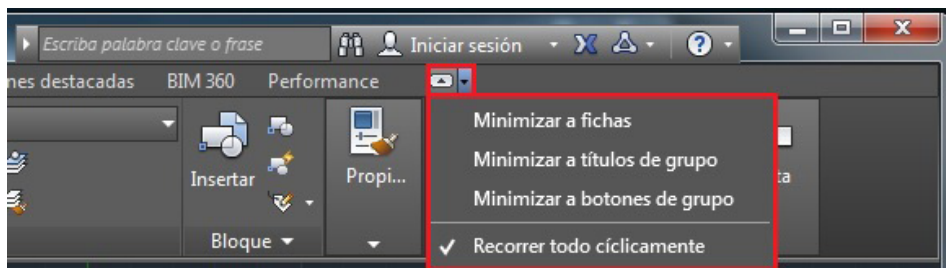 Escriba palabra clave o frase
Iniciar sesión
nes destacadas
BIM 360
Performance
Minimizar a fichas
Minimizar a títulos de grupo
Minimizar a botones de grupo
Recorrer todo cíclicamente
Insertar
Propi...
ta
Bloque